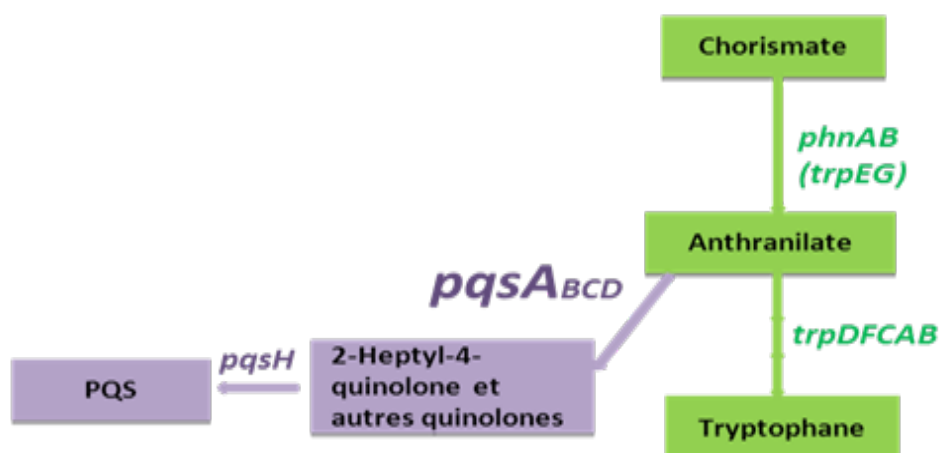 Chorismate
phnAB
(trpEG)
Anthranilate
pqsABCD
trpDFCAB
2-Heptyl-4-
quinolone et
autres quinolones
pqsH
PQS
Tryptophane